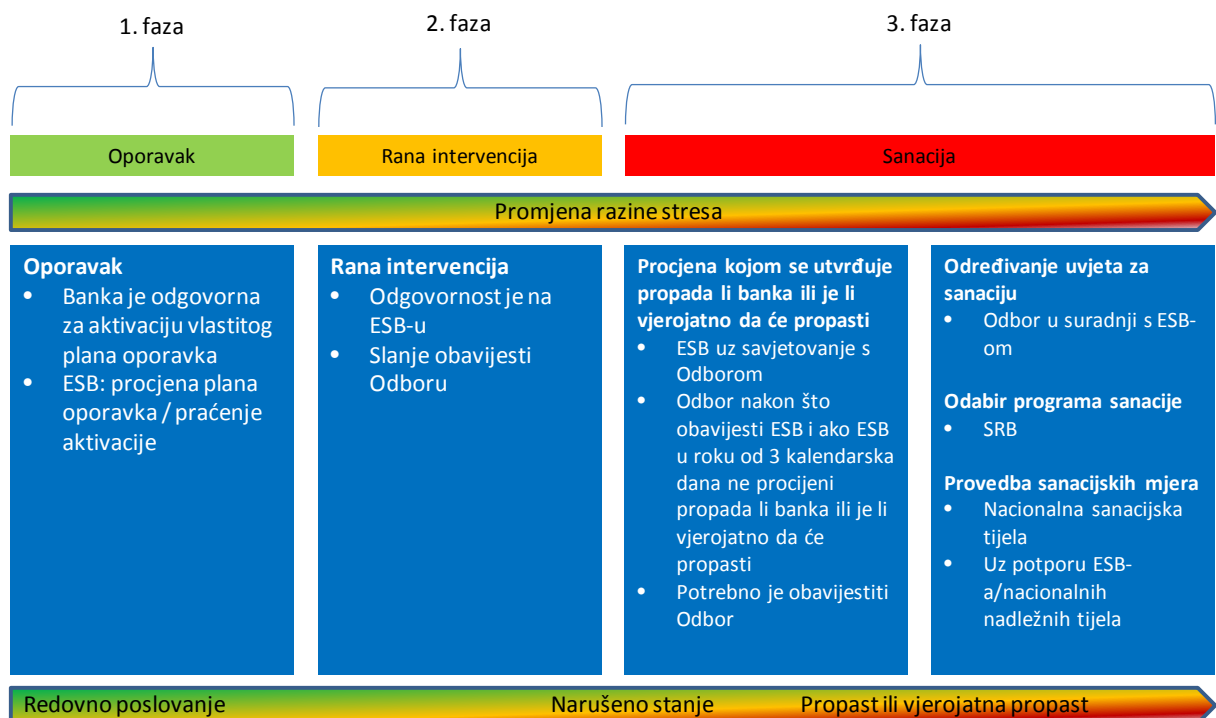 1. faza
2. faza
3. faza
Oporavak
Rana intervencija
Sanacija
Promjena razine stresa
Oporavak
• Banka je odgovorna
za aktivaciju vlastitog
plana oporavka
• ESB: procjena plana
oporavka / praćenje
aktivacije
Rana intervencija
• Odgovornost je na
ESB-u
• Slanje obavijesti
Odboru
Procjena kojom se utvrđuje
propada li banka ili je li
vjerojatno da će propasti
• ESB uz savjetovanje s
Odborom
• Odbor nakon što
obavijesti ESB i ako ESB
u roku od 3 kalendarska
dana ne procijeni
propada li banka ili je li
vjerojatno da će
propasti
• Potrebno je obavijestiti
Odbor
Određivanje uvjeta za
sanaciju
• Odbor u suradnji s ESB-
om
Odabir programa sanacije
• SRB
Provedba sanacijskih mjera
• Nacionalna sanacijska
tijela
• Uz potporu ESB-
a/nacionalnih
nadležnih tijela
Redovno poslovanje
Narušeno stanje
Propast ili vjerojatna propast